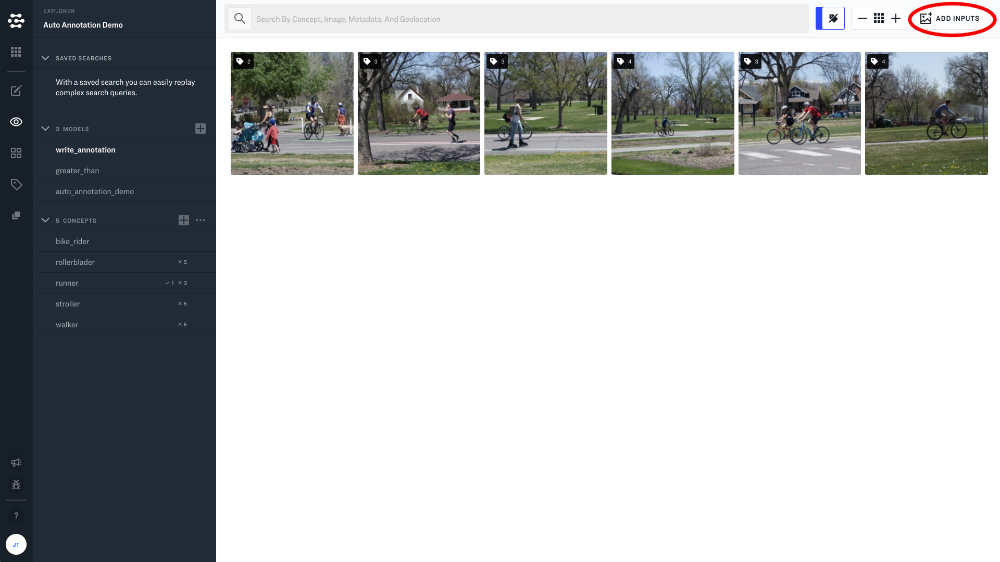 EXPLORER
Auto Annotation Demo
SAVED SEARCHES
With a saved search you can easily replay
complex search queries.
3 MODELS
write_annotation
greater_than
auto_annotation_demo
5 CONCEPTS
bike_rider
rollerblader × 5
runner ✓ 1 × 3
stroller × 5
walker × 6
?
JT
Search By Concept, Image, Metadata, And Geolocation
ADD INPUTS
2
3
3
4
3
4